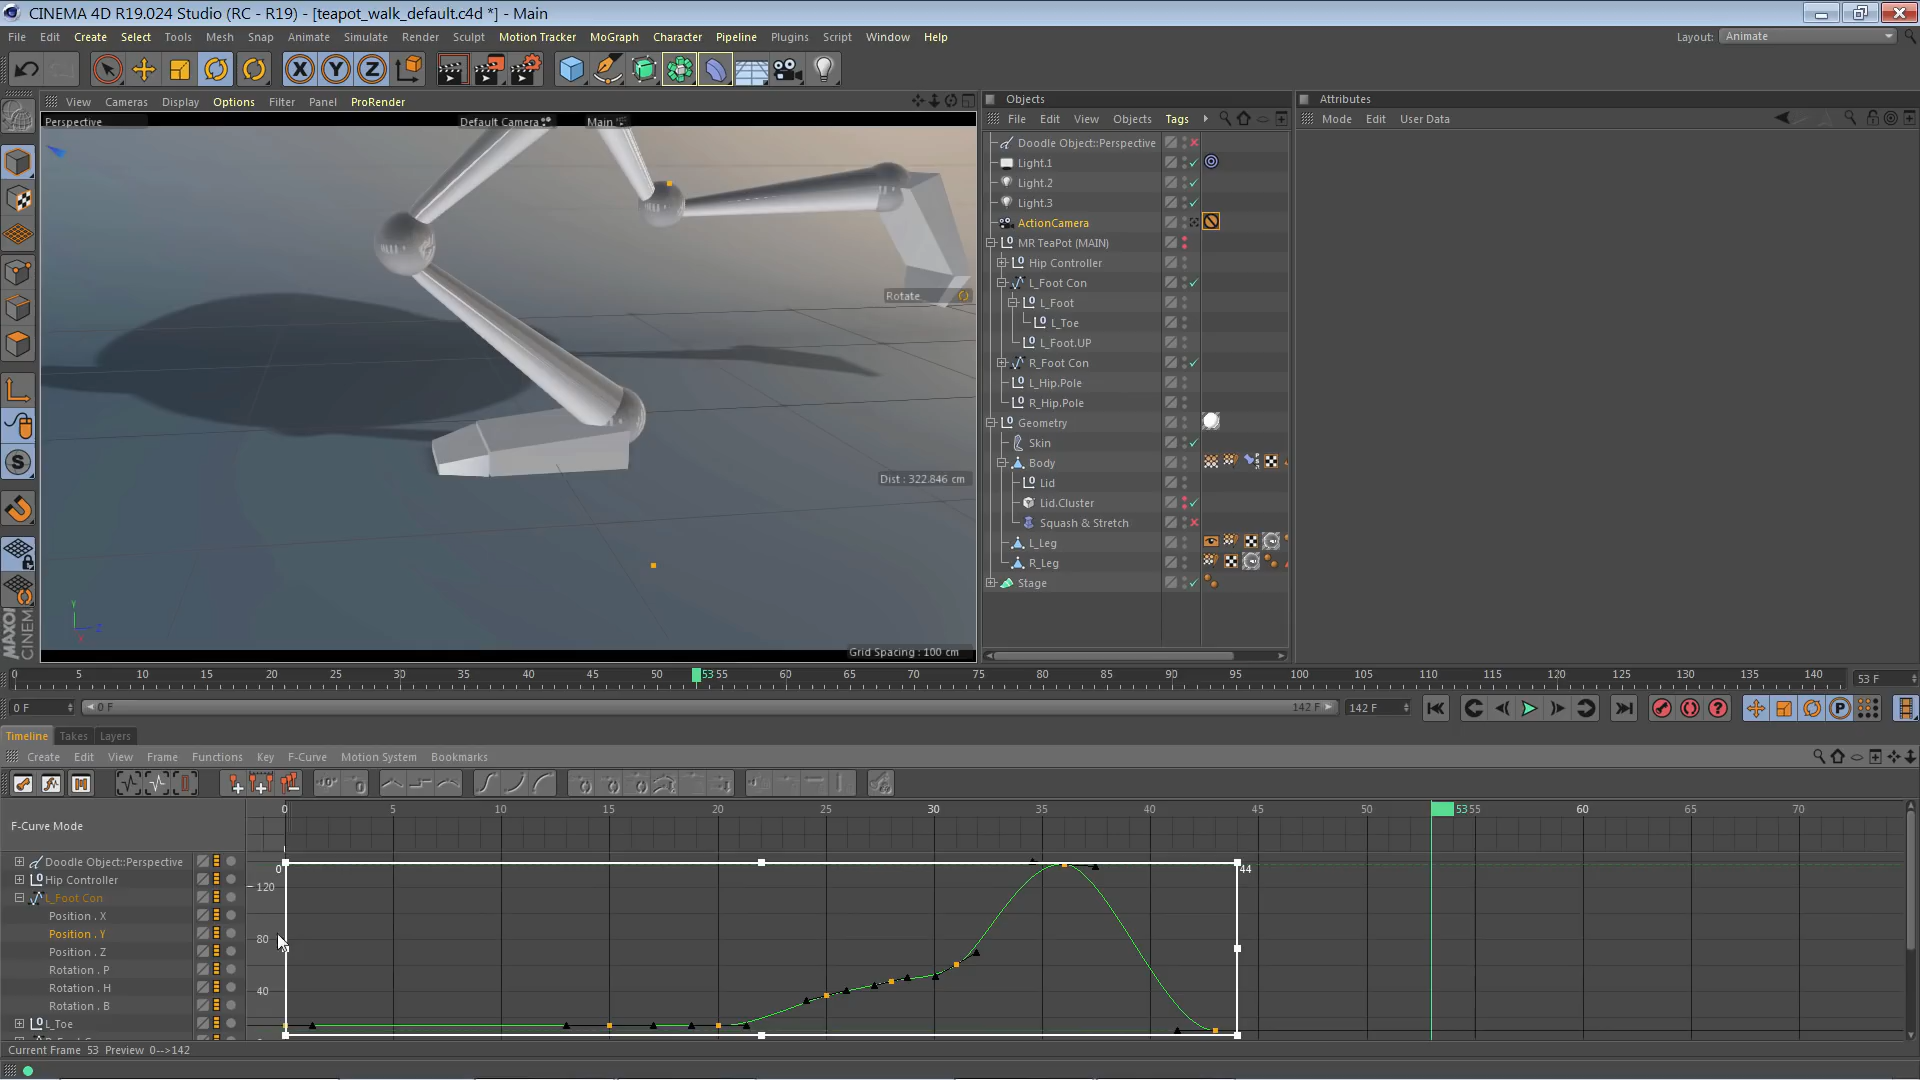 CINEMA 4D R19.024 Studio (RC - R19) - [teapot_walk_default.c4d *] - Main
File Edit Create Select Tools Mesh Snap Animate Simulate Render Sculpt Motion Tracker MoGraph Character Pipeline Plugins Script Window Help Layout: Animate
X Y Z
View Cameras Display Options Filter Panel ProRender
Objects
Attributes
File Edit View Objects Tags
Mode Edit User Data
Perspective Default Camera Main
Doodle Object::Perspective
Light.1
Light.2
Light.3
ActionCamera
MR TeaPot (MAIN)
Hip Controller
L_Foot Con
L_Foot
L_Toe
L_Foot.UP
R_Foot Con
L_Hip.Pole
R_Hip.Pole
Geometry
Skin
Body
Lid
Lid.Cluster
Squash & Stretch
L_Leg
R_Leg
Stage
Rotate
Dist : 322.846 cm
Grid Spacing : 100 cm
Y
Z
X
S
MAXON
CINEMA
0 5 10 15 20 25 30 35 40 45 50 5355 60 65 70 75 80 85 90 95 100 105 110 115 120 125 130 135 140 53 F
0 F 0 F 142 F 142 F P
Timeline Takes Layers
Create Edit View Frame Functions Key F-Curve Motion System Bookmarks
F-Curve Mode
0 5 10 15 20 25 30 35 40 45 50 5355 60 65 70
Doodle Object::Perspective
Hip Controller
L_Foot Con
Position . X
Position . Y
Position . Z
Rotation . P
Rotation . H
Rotation . B
L_Toe
0 44
120
80
40
Current Frame 53 Preview 0-->142